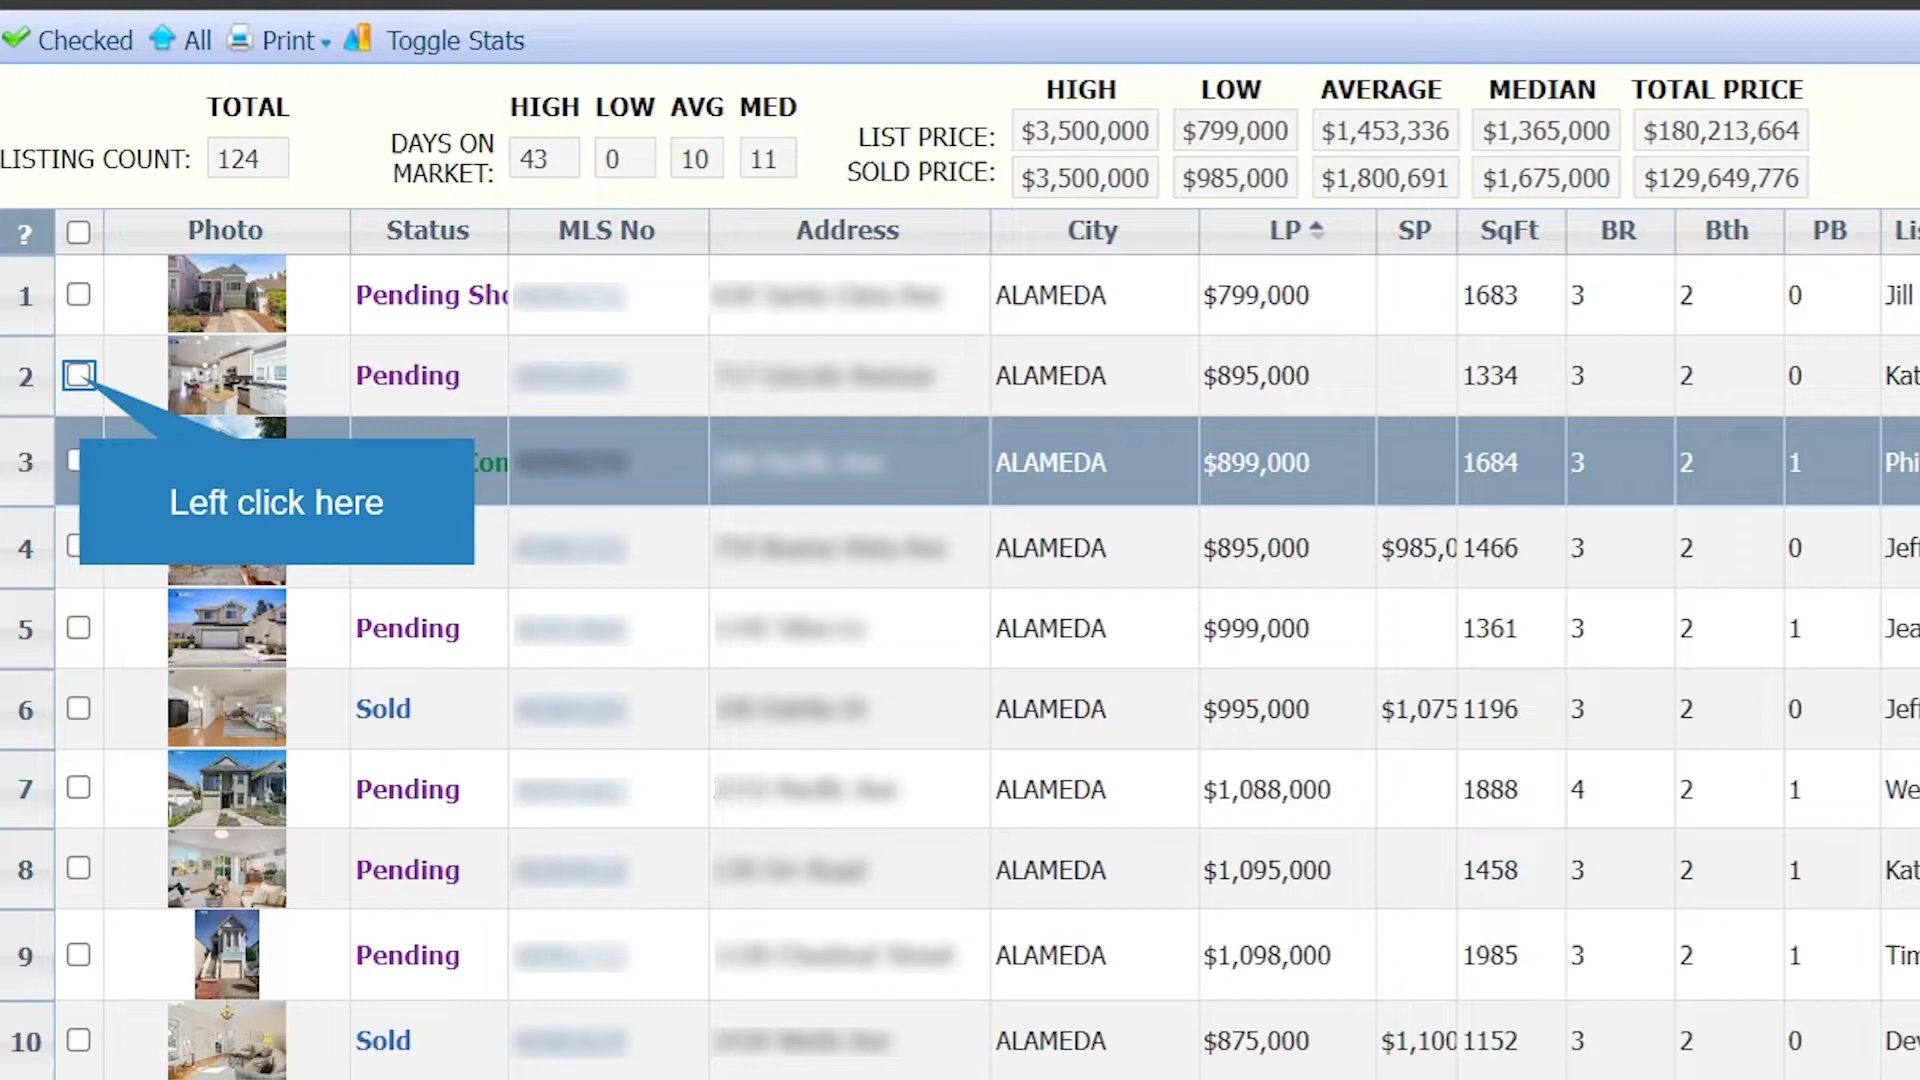 Checked All Print Toggle Stats
TOTAL HIGH LOW AVG MED HIGH LOW AVERAGE MEDIAN TOTAL PRICE
LISTING COUNT: 124 DAYS ON MARKET: 43 0 10 11
LIST PRICE: $3,500,000 $799,000 $1,453,336 $1,365,000 $180,213,664
SOLD PRICE: $3,500,000 $985,000 $1,800,691 $1,675,000 $129,649,776
? Photo Status MLS No Address City LP SP SqFt BR Bth PB Lis
1 Pending Sho ALAMEDA $799,000 1683 3 2 0 Jill
2 Pending ALAMEDA $895,000 1334 3 2 0 Kat
3 Con ALAMEDA $899,000 1684 3 2 1 Phi
Left click here
4 ALAMEDA $895,000 $985,0 1466 3 2 0 Jeff
5 Pending ALAMEDA $999,000 1361 3 2 1 Jea
6 Sold ALAMEDA $995,000 $1,075 1196 3 2 0 Jeff
7 Pending ALAMEDA $1,088,000 1888 4 2 1 We
8 Pending ALAMEDA $1,095,000 1458 3 2 1 Kat
9 Pending ALAMEDA $1,098,000 1985 3 2 1 Tim
10 Sold ALAMEDA $875,000 $1,100 1152 3 2 0 Dev